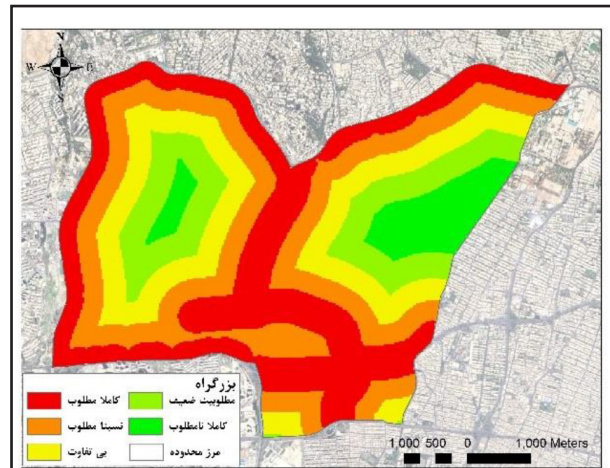 N
W E
S
بزرگراه
کاملا مطلوب
مطلوبیت ضعیف
نسبتا مطلوب
کاملا نامطلوب
بی تفاوت
مرز محدوده
1,000 500 0 1,000 Meters